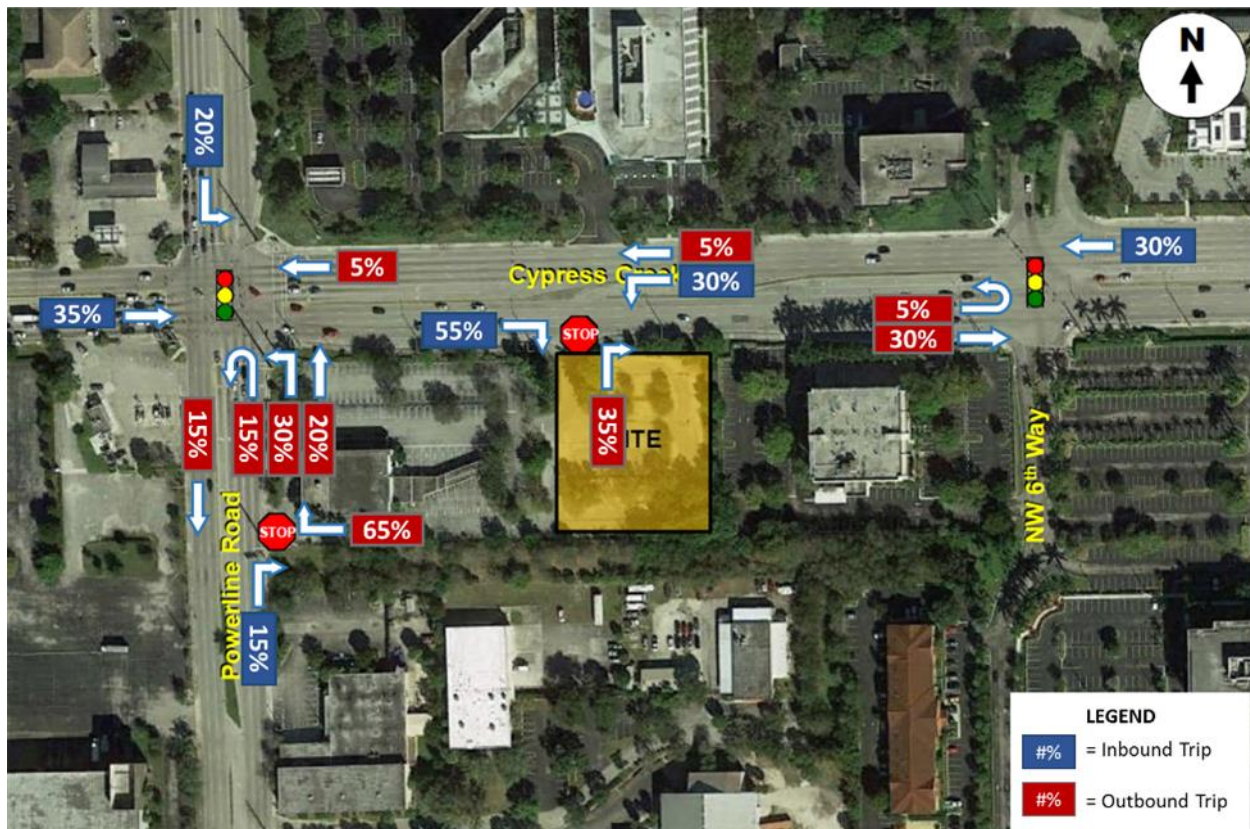 N
20%
5%
5%
30%
Cypress Creek
30%
35%
55%
STOP
5%
30%
15%
15%
30%
20%
35%
ITE
NW 6th Way
STOP
65%
Powerline Road
15%
LEGEND
#% = Inbound Trip
#% = Outbound Trip